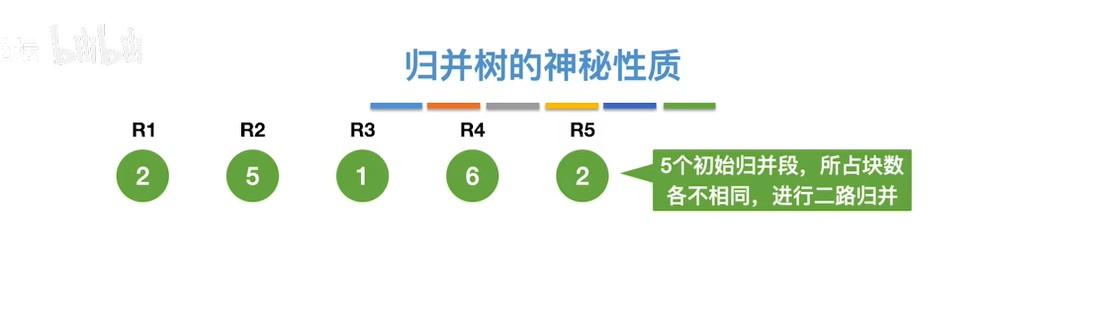 bilibili
归并树的神秘性质
R1 R2 R3 R4 R5
2 5 1 6 2
5个初始归并段，所占块数
各不相同，进行二路归并